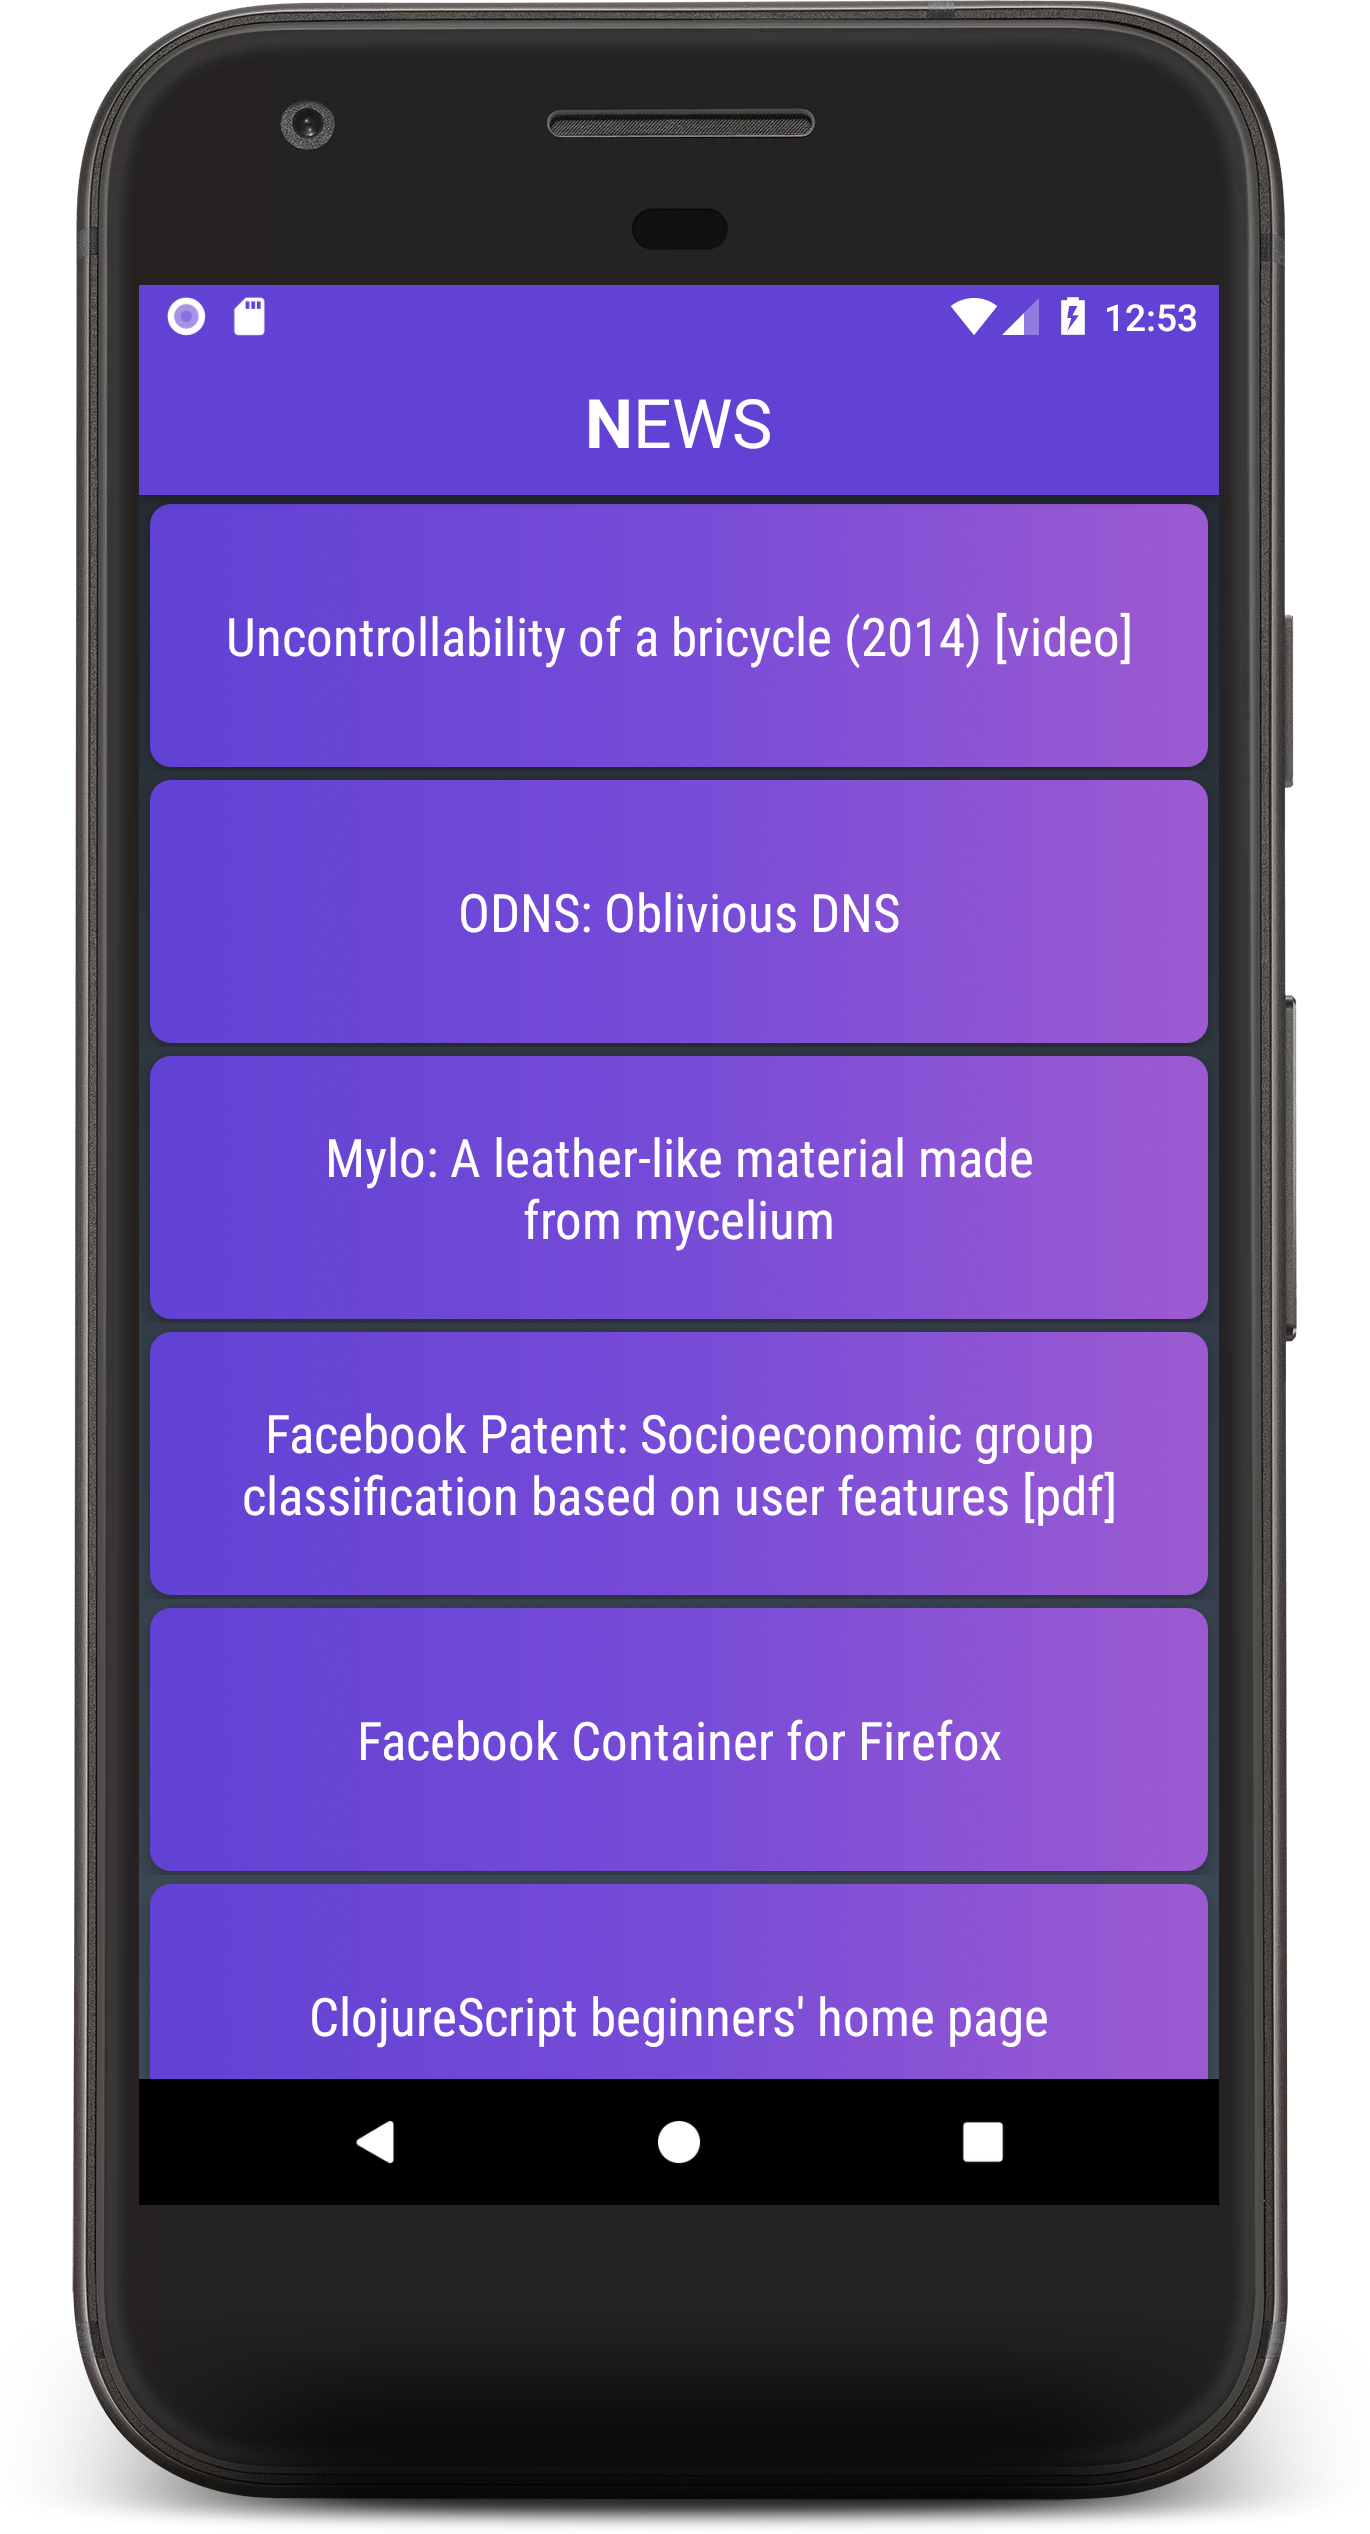 12:53
NEWS
Uncontrollability of a bricycle (2014) [video]
ODNS: Oblivious DNS
Mylo: A leather-like material made
from mycelium
Facebook Patent: Socioeconomic group
classification based on user features [pdf]
Facebook Container for Firefox
ClojureScript beginners' home page